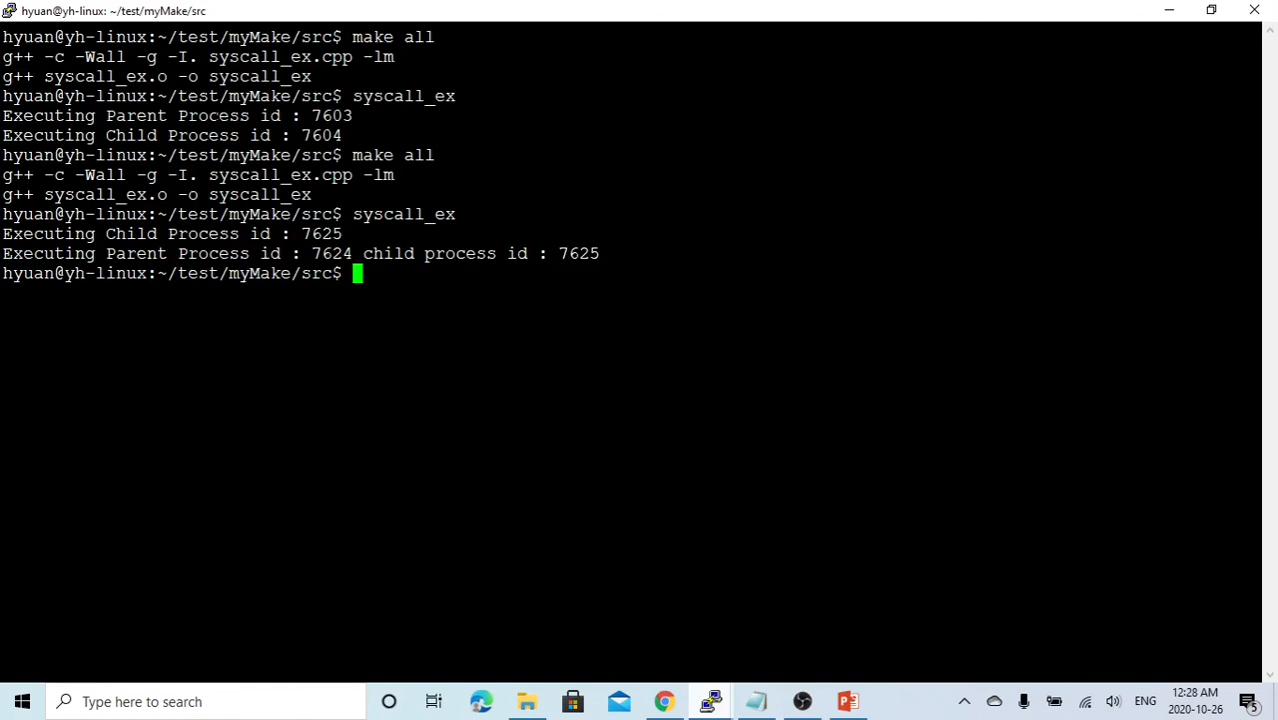 hyuan@yh-linux: ~/test/myMake/src
hyuan@yh-linux:~/test/myMake/src$ make all
g++ -c -Wall -g -I. syscall_ex.cpp -lm
g++ syscall_ex.o -o syscall_ex
hyuan@yh-linux:~/test/myMake/src$ syscall_ex
Executing Parent Process id : 7603
Executing Child Process id : 7604
hyuan@yh-linux:~/test/myMake/src$ make all
g++ -c -Wall -g -I. syscall_ex.cpp -lm
g++ syscall_ex.o -o syscall_ex
hyuan@yh-linux:~/test/myMake/src$ syscall_ex
Executing Child Process id : 7625
Executing Parent Process id : 7624 child process id : 7625
hyuan@yh-linux:~/test/myMake/src$
Type here to search
ENG
12:28 AM
2020-10-26
5